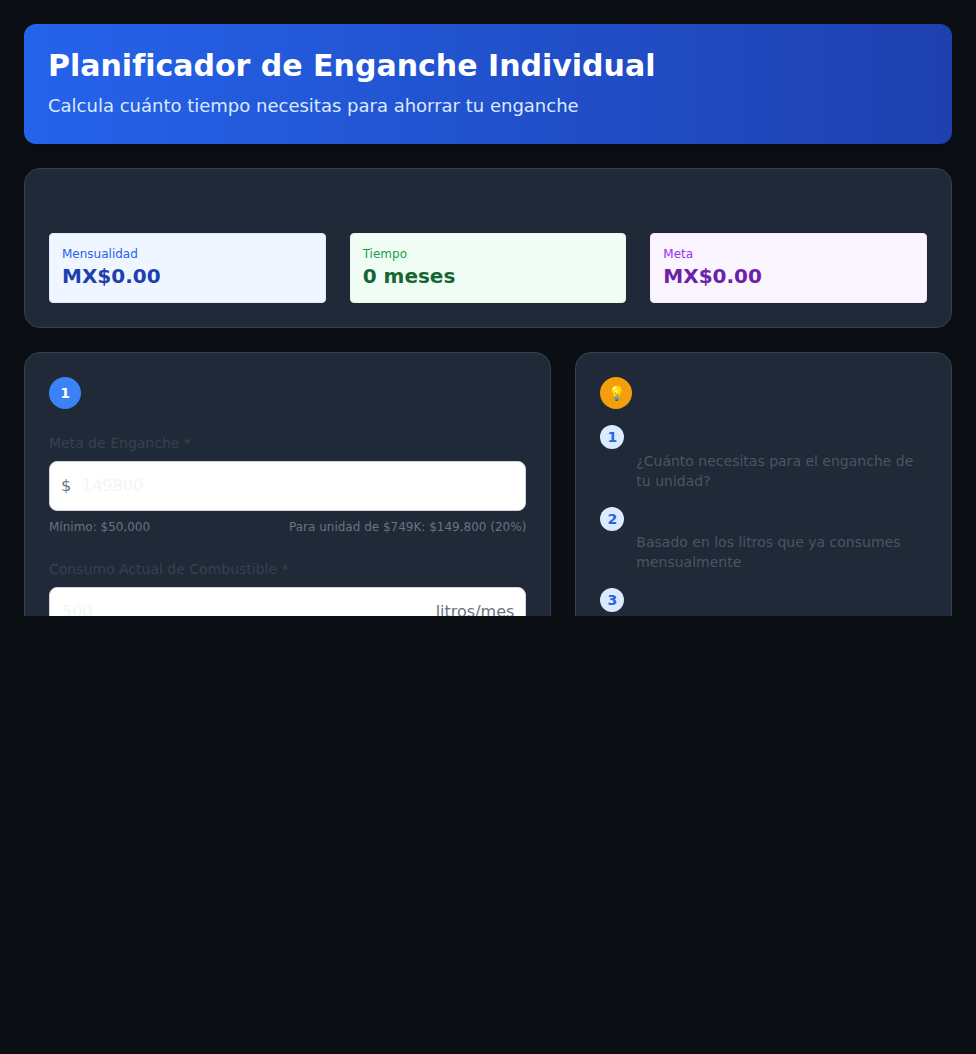 Planificador de Enganche Individual
Calcula cuánto tiempo necesitas para ahorrar tu enganche
Mensualidad
MX$0.00
Tiempo
0 meses
Meta
MX$0.00
1
Meta de Enganche *
$ 149800
Mínimo: $50,000
Para unidad de $749K: $149,800 (20%)
Consumo Actual de Combustible *
500 litros/mes
1
¿Cuánto necesitas para el enganche de
tu unidad?
2
Basado en los litros que ya consumes
mensualmente
3